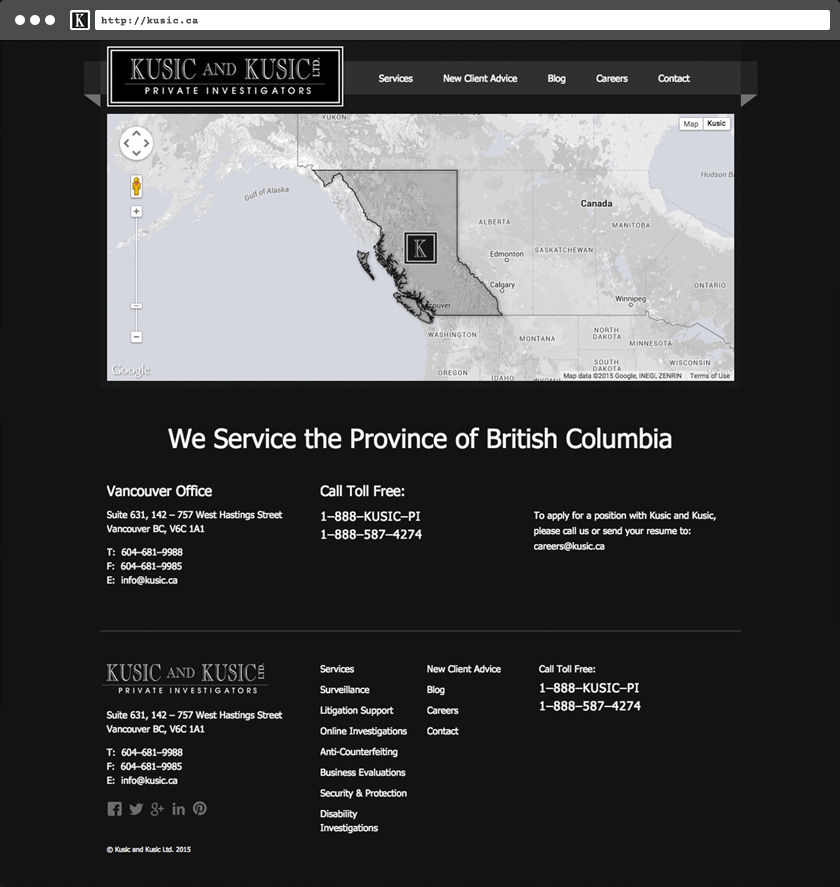 K http://kusic.ca
KUSIC AND KUSIC LTD.
PRIVATE INVESTIGATORS
Services New Client Advice Blog Careers Contact
YUKON
Map Kusic
Hudson B
Gulf of Alaska
Canada
ALBERTA
MANITOBA
K
Edmonton
SASKATCHEWAN
Calgary
ONTARIO
Winnipeg
couver
WASHINGTON
NORTH
DAKOTA
MONTANA
MINNESOTA
SOUTH
DAKOTA
WISCONSIN
OREGON
IDAHO
WYOMI
Google
Map data ©2015 Google, INEGI, ZENRIN Terms of Use
We Service the Province of British Columbia
Vancouver Office
Suite 631, 142 – 757 West Hastings Street
Vancouver BC, V6C 1A1
T: 604–681–9988
F: 604–681–9985
E: info@kusic.ca
Call Toll Free:
1–888–KUSIC–PI
1–888–587–4274
To apply for a position with Kusic and Kusic,
please call us or send your resume to:
careers@kusic.ca
KUSIC AND KUSIC LTD.
PRIVATE INVESTIGATORS
Suite 631, 142 – 757 West Hastings Street
Vancouver BC, V6C 1A1
T: 604–681–9988
F: 604–681–9985
E: info@kusic.ca
© Kusic and Kusic Ltd. 2015
Services
Surveillance
Litigation Support
Online Investigations
Anti-Counterfeiting
Business Evaluations
Security & Protection
Disability
Investigations
New Client Advice
Blog
Careers
Contact
Call Toll Free:
1–888–KUSIC–PI
1–888–587–4274